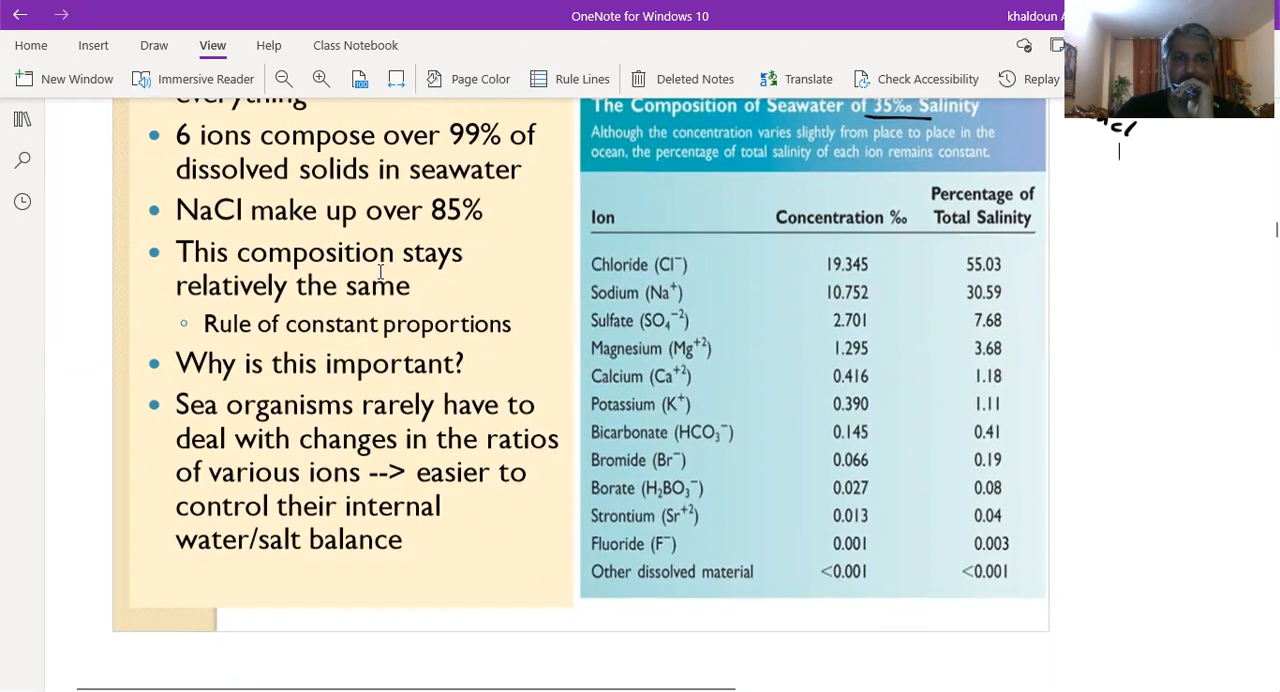 OneNote for Windows 10
khaldoun
Home Insert Draw View Help Class Notebook
New Window Immersive Reader Page Color Rule Lines Deleted Notes Translate Check Accessibility Replay
everything
• 6 ions compose over 99% of
dissolved solids in seawater
• NaCl make up over 85%
• This composition stays
relatively the same
◦ Rule of constant proportions
• Why is this important?
• Sea organisms rarely have to
deal with changes in the ratios
of various ions --> easier to
control their internal
water/salt balance
The Composition of Seawater of 35‰ Salinity
Although the concentration varies slightly from place to place in the
ocean, the percentage of total salinity of each ion remains constant.
Percentage of
Ion Concentration ‰ Total Salinity
Chloride (Cl⁻) 19.345 55.03
Sodium (Na⁺) 10.752 30.59
Sulfate (SO₄⁻²) 2.701 7.68
Magnesium (Mg⁺²) 1.295 3.68
Calcium (Ca⁺²) 0.416 1.18
Potassium (K⁺) 0.390 1.11
Bicarbonate (HCO₃⁻) 0.145 0.41
Bromide (Br⁻) 0.066 0.19
Borate (H₂BO₃⁻) 0.027 0.08
Strontium (Sr⁺²) 0.013 0.04
Fluoride (F⁻) 0.001 0.003
Other dissolved material <0.001 <0.001